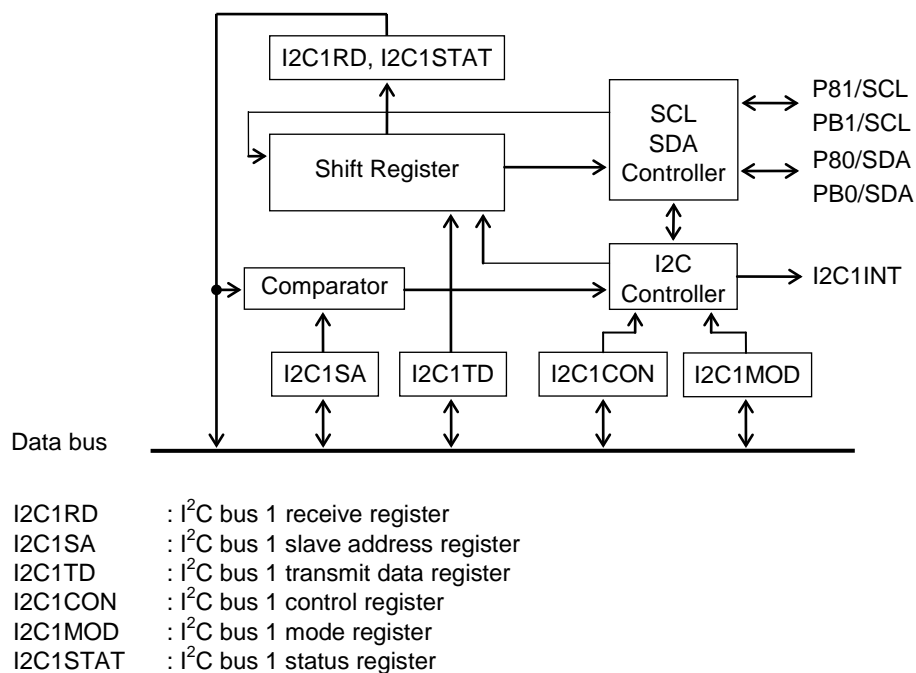 I2C1RD, I2C1STAT
SCL
SDA
Controller
P81/SCL
PB1/SCL
P80/SDA
PB0/SDA
Shift Register
I2C
Controller
I2C1INT
Comparator
I2C1SA
I2C1TD
I2C1CON
I2C1MOD
Data bus
I2C1RD : I²C bus 1 receive register
I2C1SA : I²C bus 1 slave address register
I2C1TD : I²C bus 1 transmit data register
I2C1CON : I²C bus 1 control register
I2C1MOD : I²C bus 1 mode register
I2C1STAT : I²C bus 1 status register